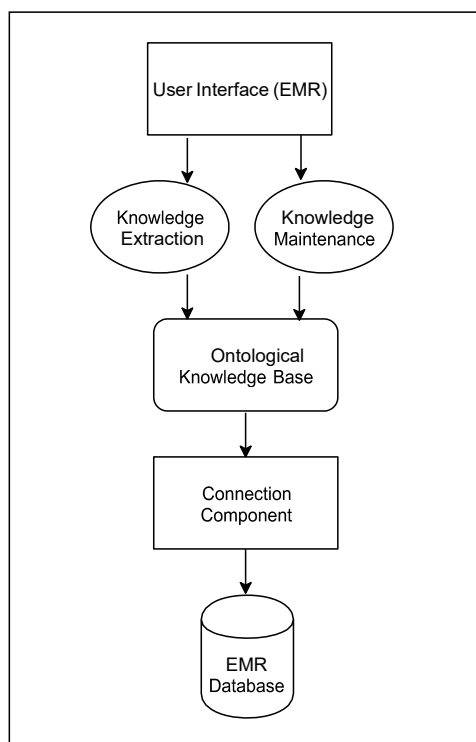 User Interface (EMR)
Knowledge
Extraction
Knowledge
Maintenance
Ontological
Knowledge Base
Connection
Component
EMR
Database